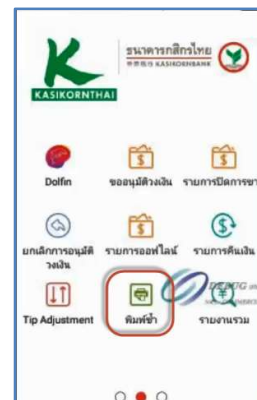 ธนาคารกสิกรไทย
开泰银行 KASIKORNBANK
KASIKORNTHAI
Dolfin
ขออนุมัติวงเงิน
รายการปิดการขา
ยกเลิกการอนุมัติ
วงเงิน
รายการออฟไลน์
รายการคืนเงิน
Tip Adjustment
พิมพ์ซ้ำ
รายงานรวม
DEBUG